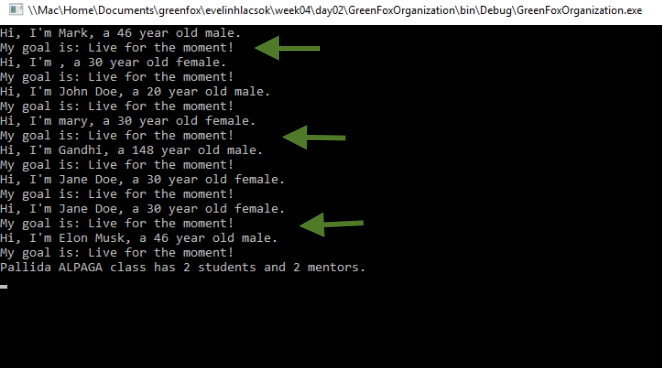 \\Mac\Home\Documents\greenfox\evelinhlacsok\week04\day02\GreenFoxOrganization\bin\Debug\GreenFoxOrganization.exe
Hi, I'm Mark, a 46 year old male.
My goal is: Live for the moment!
Hi, I'm , a 30 year old female.
My goal is: Live for the moment!
Hi, I'm John Doe, a 20 year old male.
My goal is: Live for the moment!
Hi, I'm mary, a 30 year old female.
My goal is: Live for the moment!
Hi, I'm Gandhi, a 148 year old male.
My goal is: Live for the moment!
Hi, I'm Jane Doe, a 30 year old female.
My goal is: Live for the moment!
Hi, I'm Jane Doe, a 30 year old female.
My goal is: Live for the moment!
Hi, I'm Elon Musk, a 46 year old male.
My goal is: Live for the moment!
Pallida ALPAGA class has 2 students and 2 mentors.